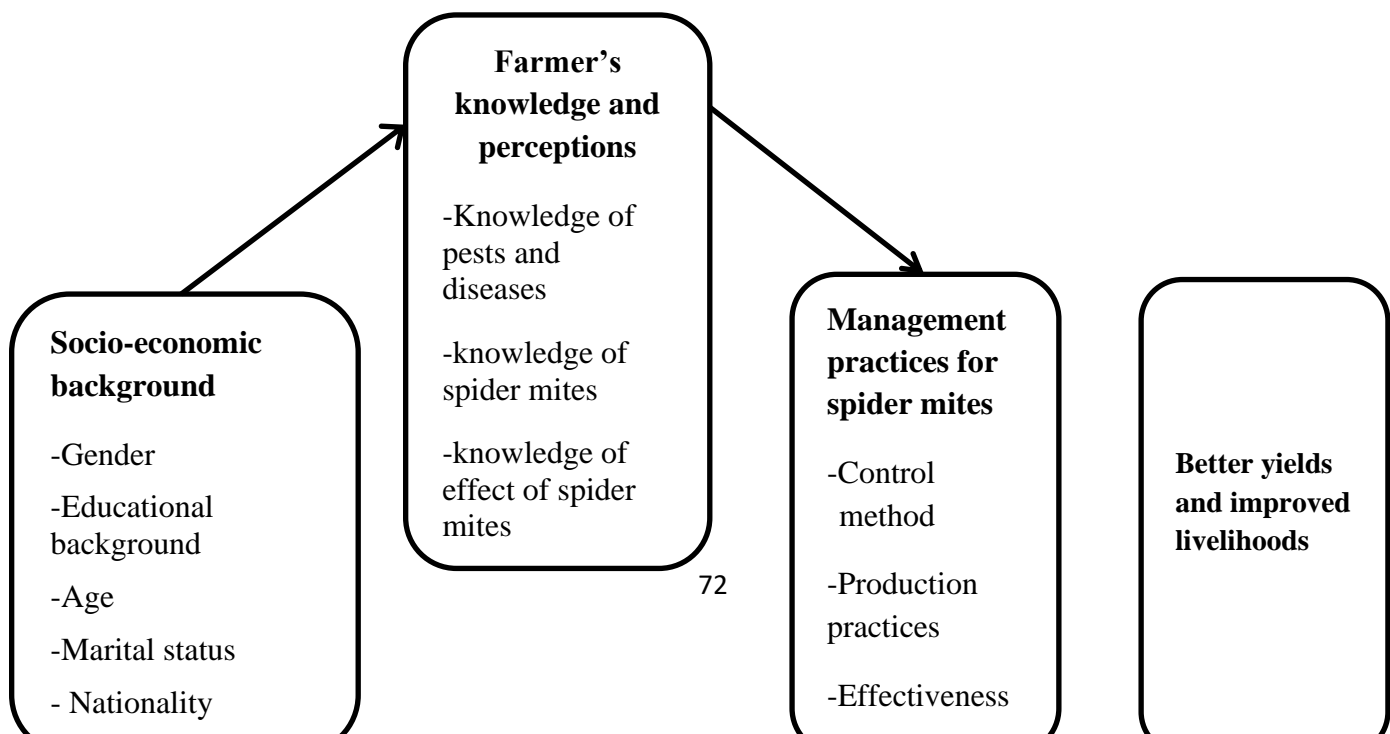 Farmer’s
knowledge and
perceptions
-Knowledge of
pests and
diseases
-knowledge of
spider mites
-knowledge of
effect of spider
mites
Socio-economic
background
-Gender
-Educational
background
-Age
-Marital status
- Nationality
Management
practices for
spider mites
-Control
method
-Production
practices
-Effectiveness
Better yields
and improved
livelihoods
72